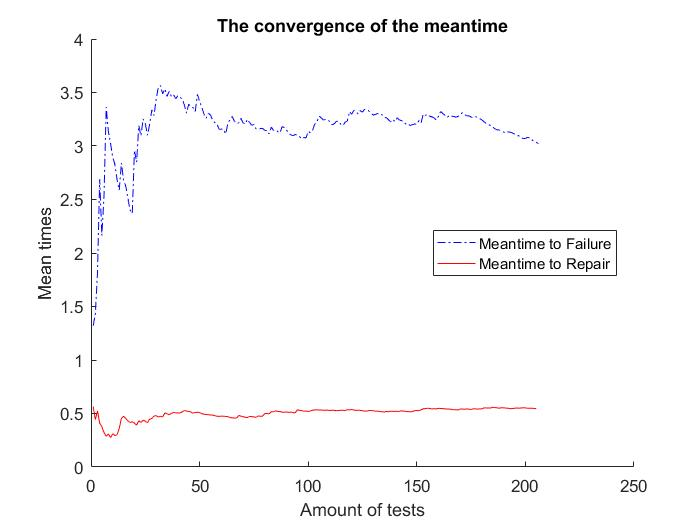 The convergence of the meantime
4
3.5
3
2.5
2
1.5
1
0.5
0
Mean times
Meantime to Failure
Meantime to Repair
0 50 100 150 200 250
Amount of tests